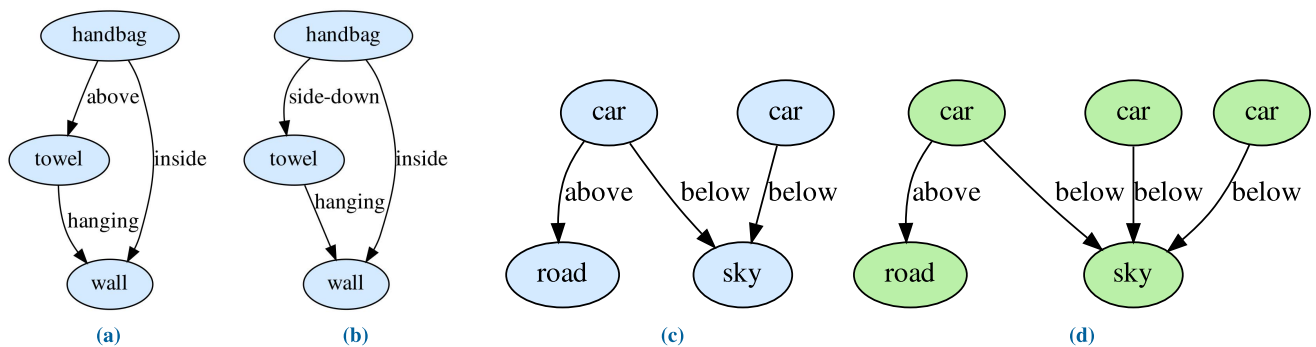 handbag
above
towel
inside
hanging
wall
(a)
handbag
side-down
towel
inside
hanging
wall
(b)
car
car
above
below
below
road
sky
(c)
car
car
car
above
below
below
below
road
sky
(d)